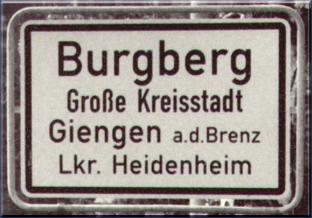 Burgberg
Große Kreisstadt
Giengen a.d.Brenz
Lkr. Heidenheim